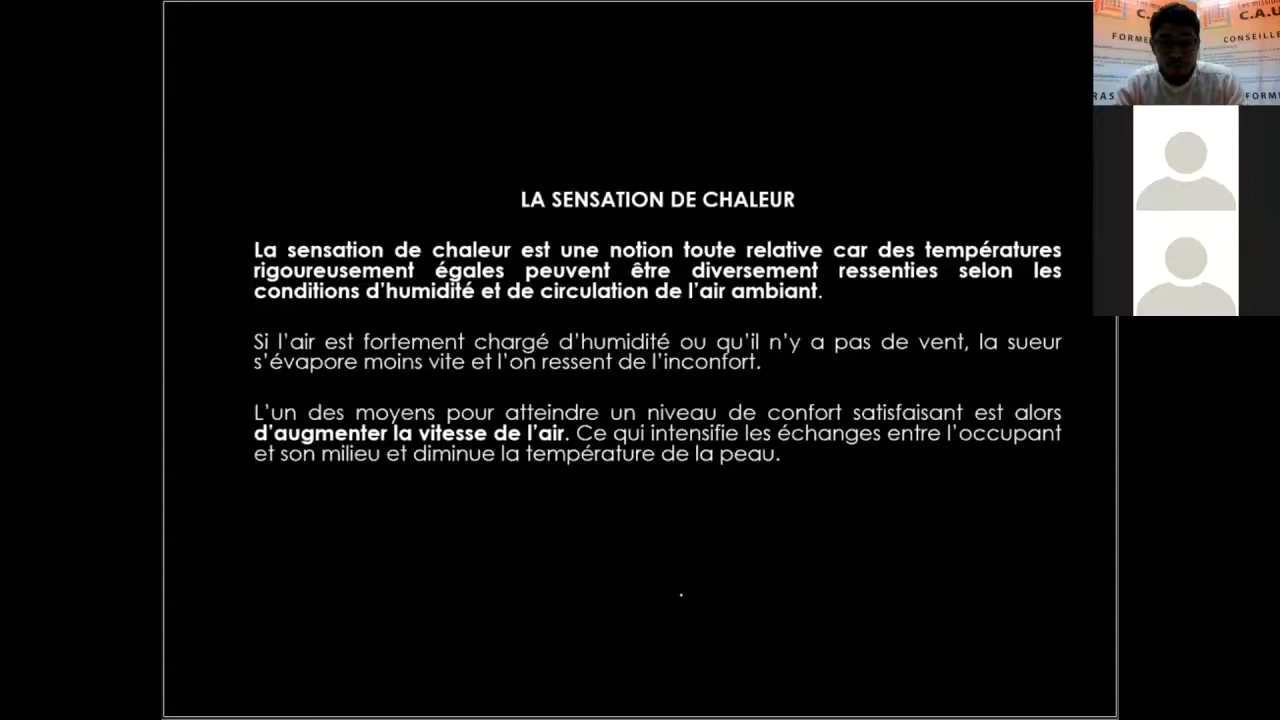 LA SENSATION DE CHALEUR
La sensation de chaleur est une notion toute relative car des températures
rigoureusement égales peuvent être diversement ressenties selon les
conditions d’humidité et de circulation de l’air ambiant.
Si l’air est fortement chargé d’humidité ou qu’il n’y a pas de vent, la sueur
s’évapore moins vite et l’on ressent de l’inconfort.
L’un des moyens pour atteindre un niveau de confort satisfaisant est alors
d’augmenter la vitesse de l’air. Ce qui intensifie les échanges entre l’occupant
et son milieu et diminue la température de la peau.
C.A.U
FORME
CONSEILLE
FORME